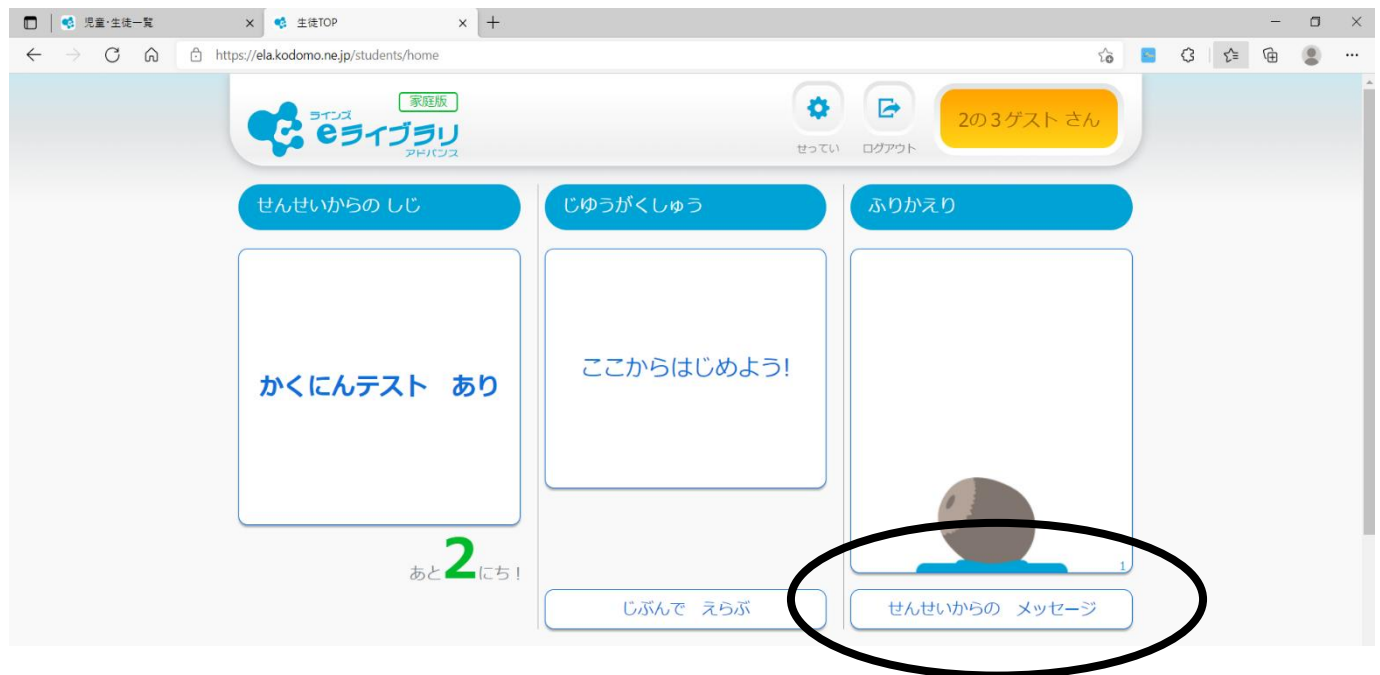 児童・生徒一覧
生徒TOP
https://ela.kodomo.ne.jp/students/home
ラインズ
家庭版
eライブラリ
アドバンス
せってい
ログアウト
2の3ゲスト さん
せんせいからの しじ
かくにんテスト あり
あと2にち!
じゆうがくしゅう
ここからはじめよう!
じぶんで えらぶ
ふりかえり
1
せんせいからの メッセージ